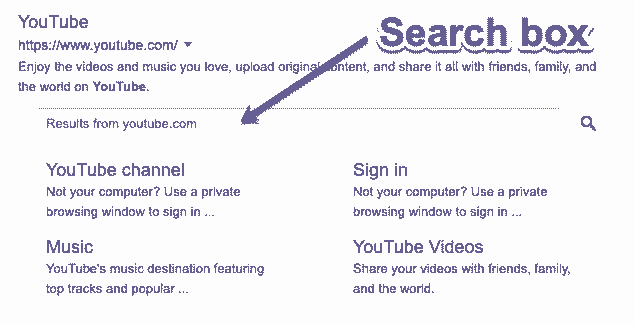 YouTube
https://www.youtube.com/
Search box
Enjoy the videos and music you love, upload original content, and share it all with friends, family, and
the world on YouTube.
Results from youtube.com
YouTube channel
Not your computer? Use a private
browsing window to sign in ...
Sign in
Not your computer? Use a private
browsing window to sign in ...
Music
YouTube's music destination featuring
top tracks and popular ...
YouTube Videos
Share your videos with friends, family,
and the world.